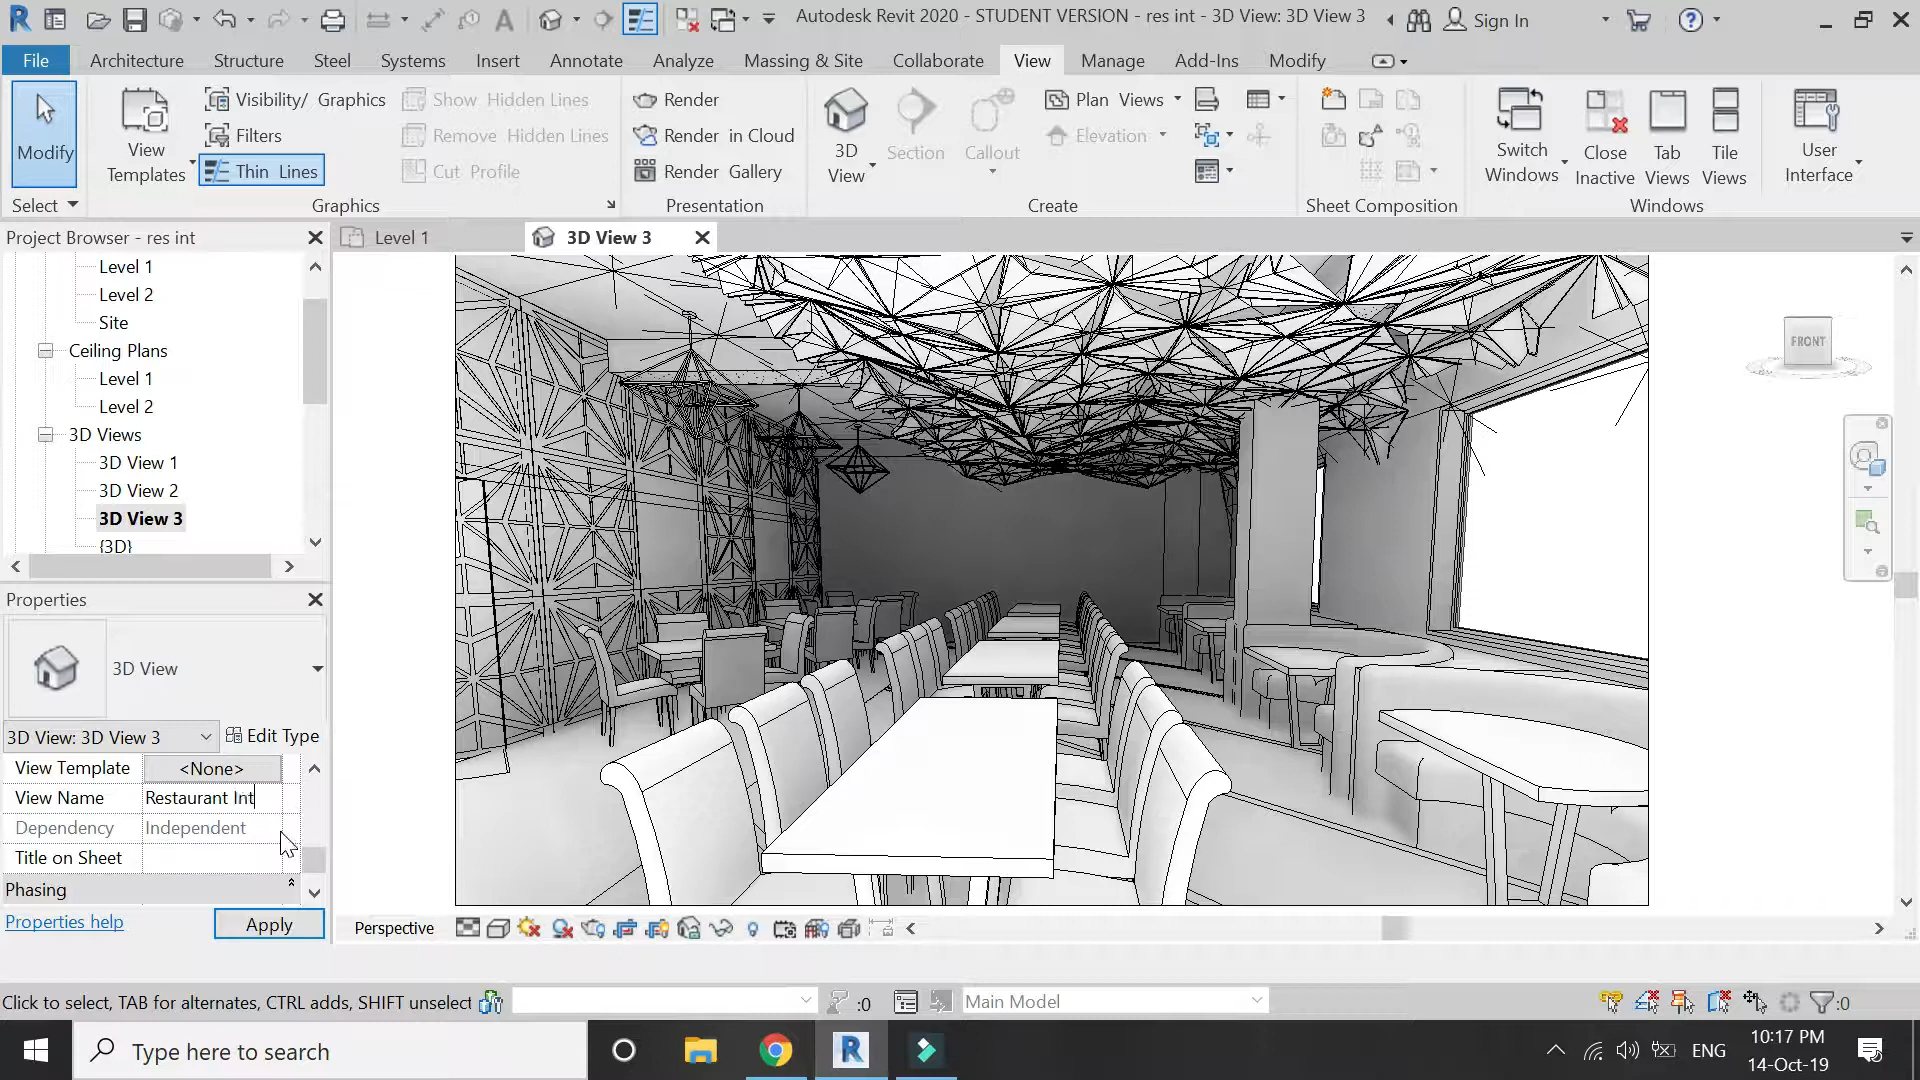 Autodesk Revit 2020 - STUDENT VERSION - res int - 3D View: 3D View 3
Sign In
File Architecture Structure Steel Systems Insert Annotate Analyze Massing & Site Collaborate View Manage Add-Ins Modify
Modify
Select
View Templates
Visibility/ Graphics
Filters
Thin Lines
Show Hidden Lines
Remove Hidden Lines
Cut Profile
Graphics
Render
Render in Cloud
Render Gallery
Presentation
3D View
Section
Callout
Plan Views
Elevation
Create
Sheet Composition
Switch Windows
Close Inactive
Tab Views
Tile Views
User Interface
Windows
Project Browser - res int
Level 1
3D View 3
Level 1
Level 2
Site
Ceiling Plans
Level 1
Level 2
3D Views
3D View 1
3D View 2
3D View 3
{3D}
FRONT
Properties
3D View
3D View: 3D View 3
Edit Type
View Template <None>
View Name Restaurant Int
Dependency Independent
Title on Sheet
Phasing
Properties help
Apply
Perspective
Click to select, TAB for alternates, CTRL adds, SHIFT unselect
:0
Main Model
:0
Type here to search
ENG
10:17 PM
14-Oct-19